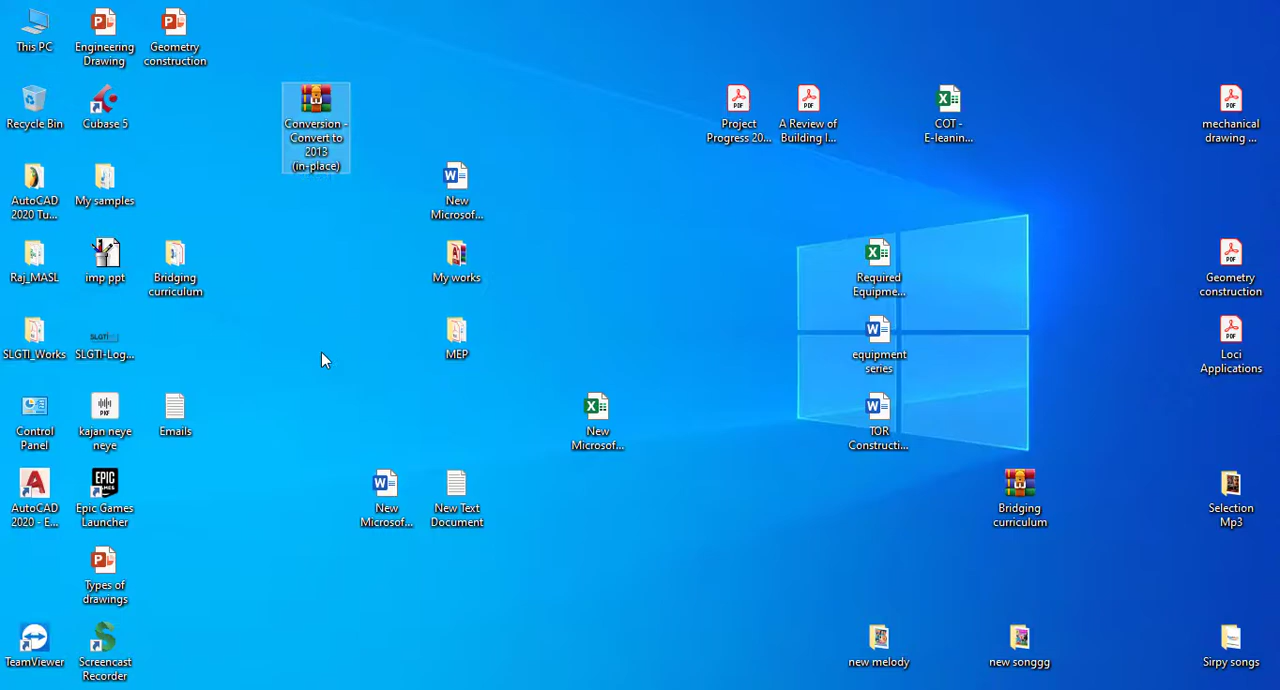 This PC
Engineering
Drawing
Geometry
construction
Recycle Bin
Cubase 5
Conversion -
Convert to
2013
(in-place)
Project
Progress 20...
A Review of
Building I...
COT -
E-leanin...
mechanical
drawing ...
AutoCAD
2020 Tu...
My samples
New
Microsof...
Raj_MASL
imp ppt
Bridging
curriculum
My works
Required
Equipme...
Geometry
construction
SLGTI_Works
SLGTI-Log...
MEP
equipment
series
Loci
Applications
Control
Panel
kajan neye
neye
Emails
New
Microsof...
TOR
Constructi...
AutoCAD
2020 - E...
Epic Games
Launcher
New
Microsof...
New Text
Document
Bridging
curriculum
Selection
Mp3
Types of
drawings
TeamViewer
Screencast
Recorder
new melody
new songgg
Sirpy songs